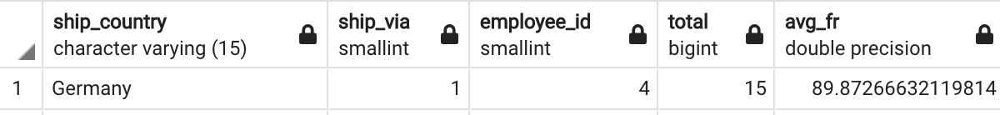 ship_country ship_via employee_id total avg_fr
character varying (15) smallint smallint bigint double precision
1 Germany 1 4 15 89.87266632119814